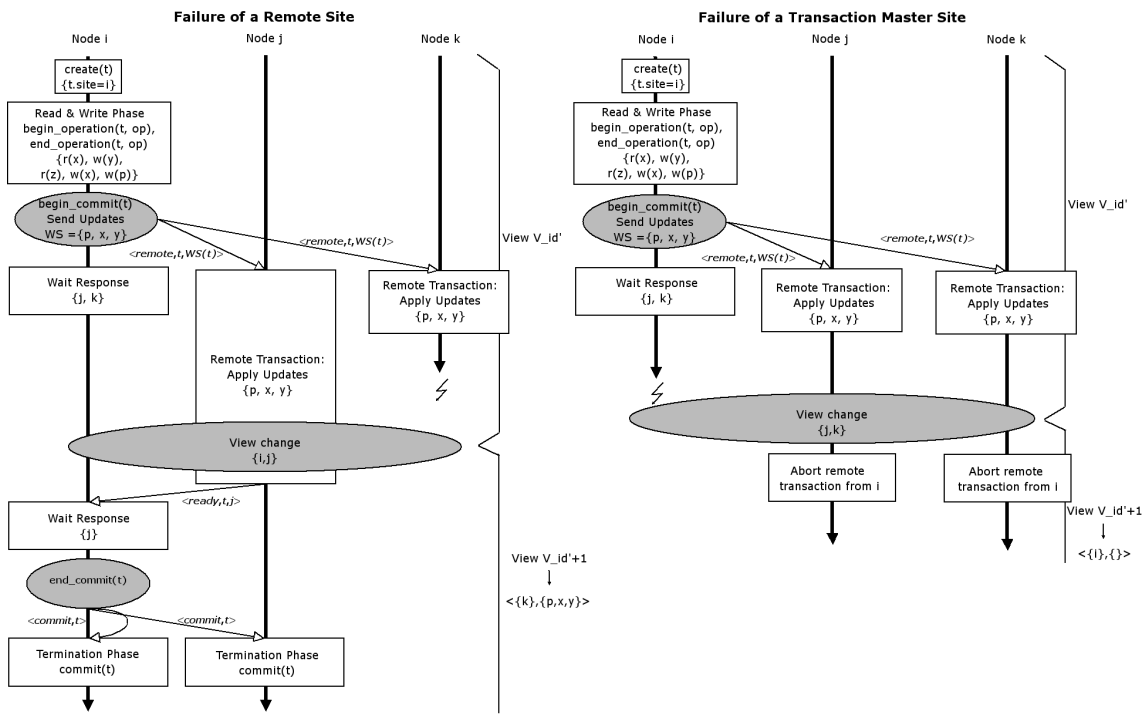 Failure of a Remote Site
Node i
Node j
Node k
create(t)
{t.site=i}
Read & Write Phase
begin_operation(t, op),
end_operation(t, op)
{r(x), w(y),
r(z), w(x), w(p)}
begin_commit(t)
Send Updates
WS ={p, x, y}
<remote,t,WS(t)>
<remote,t,WS(t)>
View V_id'
Wait Response
{j, k}
Remote Transaction:
Apply Updates
{p, x, y}
Remote Transaction:
Apply Updates
{p, x, y}
View change
{i,j}
<ready,t,j>
Wait Response
{j}
View V_id'+1
<{k},{p,x,y}>
end_commit(t)
<commit,t>
<commit,t>
Termination Phase
commit(t)
Termination Phase
commit(t)
Failure of a Transaction Master Site
Node i
Node j
Node k
create(t)
{t.site=i}
Read & Write Phase
begin_operation(t, op),
end_operation(t, op)
{r(x), w(y),
r(z), w(x), w(p)}
begin_commit(t)
Send Updates
WS ={p, x, y}
View V_id'
<remote,t,WS(t)>
<remote,t,WS(t)>
Wait Response
{j, k}
Remote Transaction:
Apply Updates
{p, x, y}
Remote Transaction:
Apply Updates
{p, x, y}
View change
{j,k}
Abort remote
transaction from i
Abort remote
transaction from i
View V_id'+1
<{i},{}>